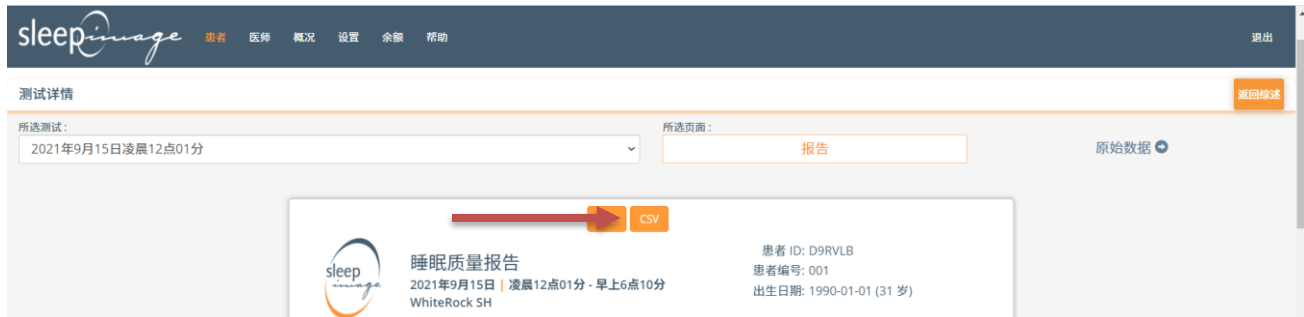 sleepimage 患者 医师 概况 设置 余额 帮助 退出
测试详情 返回综述
所选测试: 所选页面:
2021年9月15日凌晨12点01分 报告 原始数据
CSV
sleep image
睡眠质量报告
2021年9月15日 | 凌晨12点01分 - 早上6点10分
WhiteRock SH
患者 ID: D9RVLB
患者编号: 001
出生日期: 1990-01-01 (31 岁)